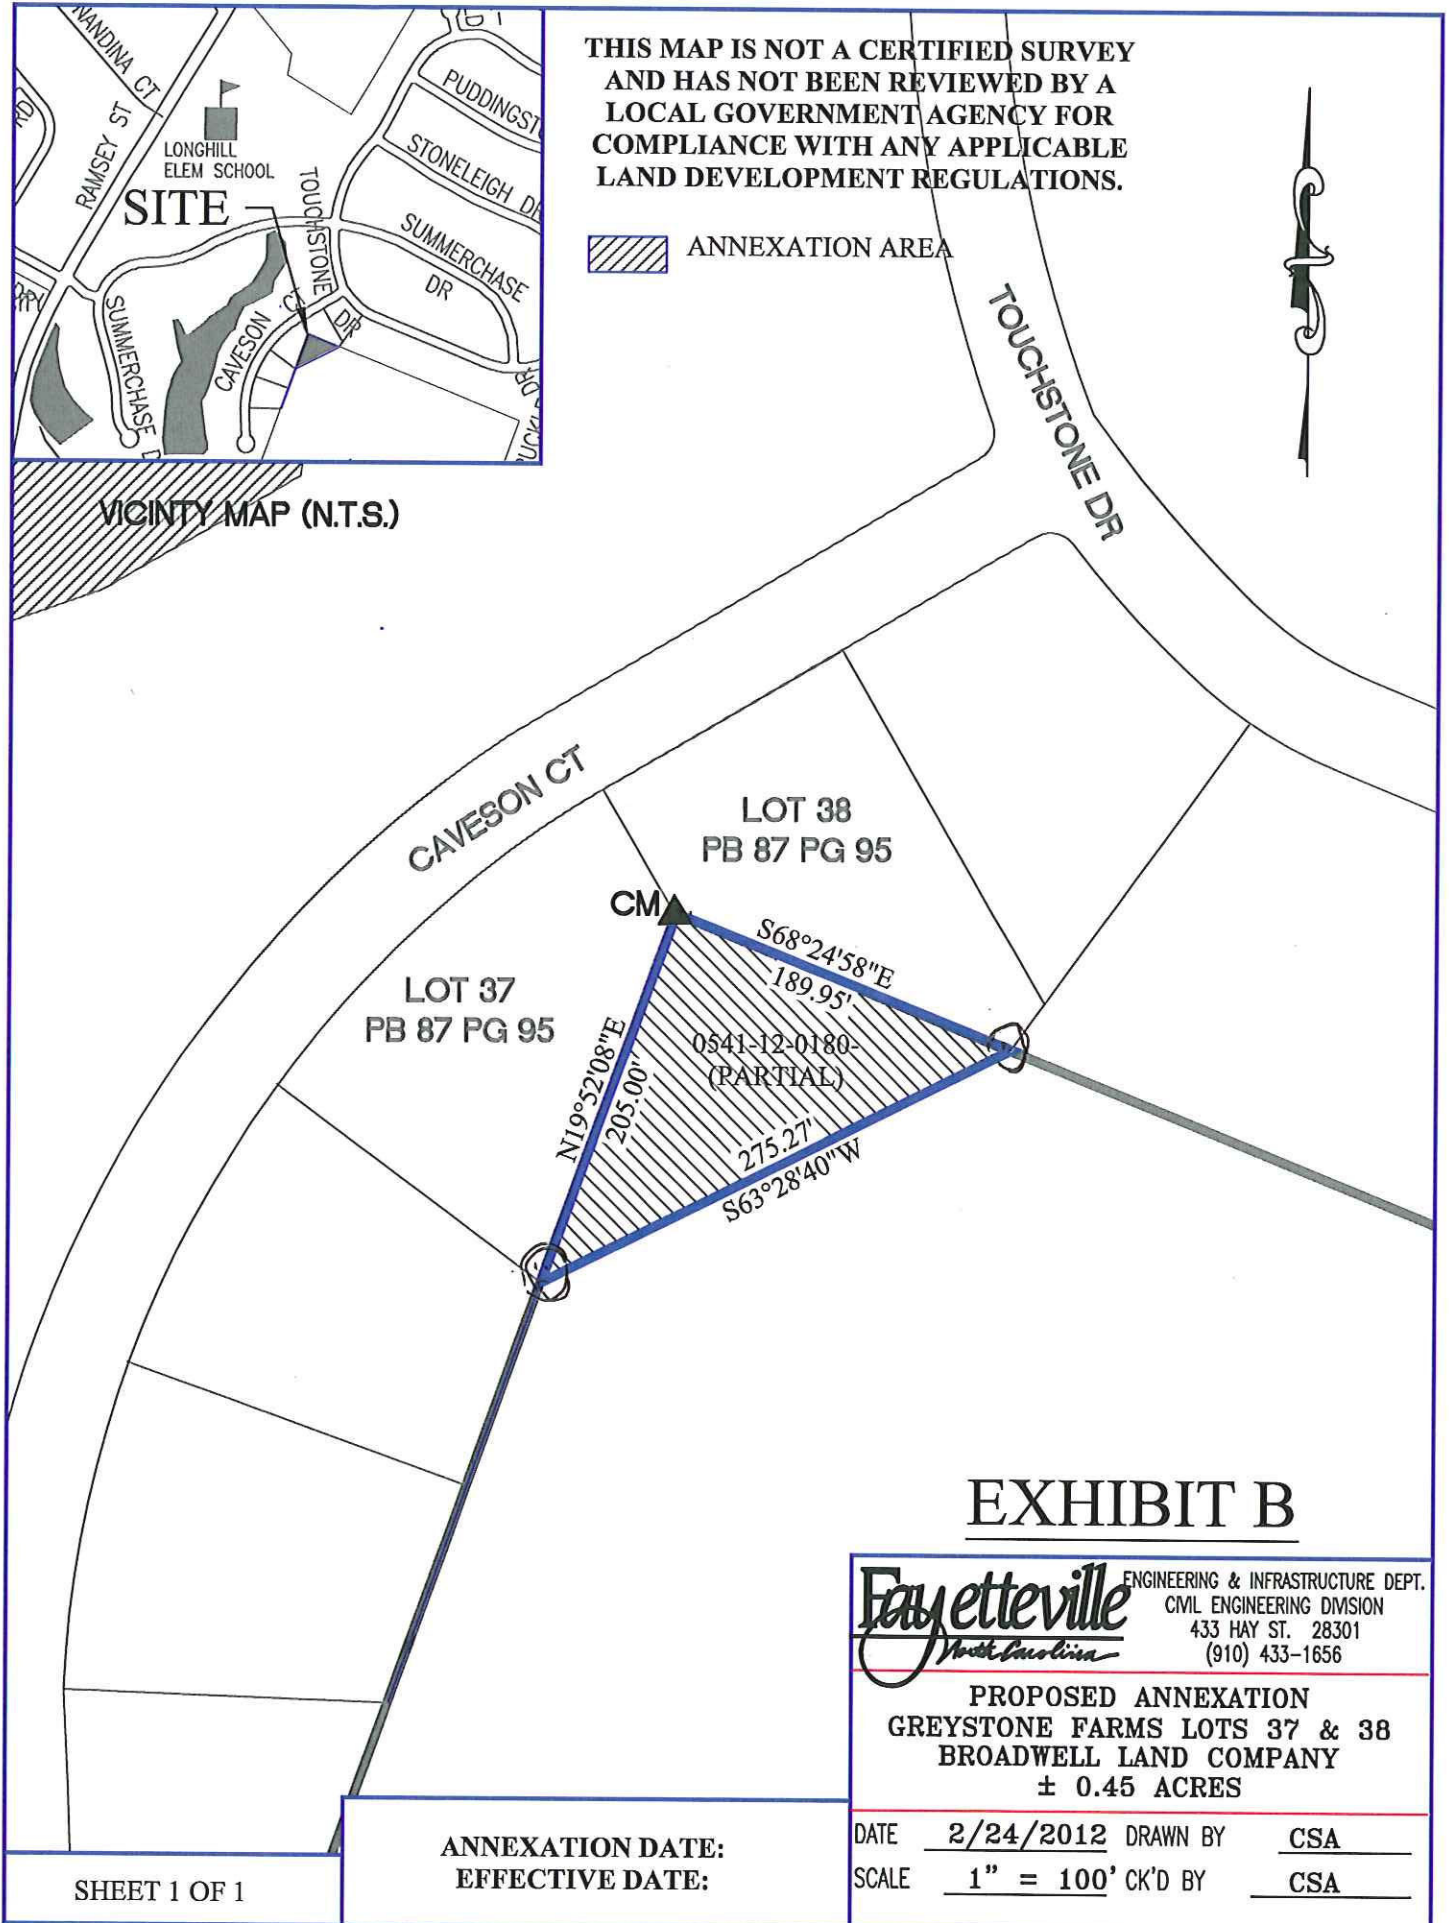 NANDINA CT
RAMSEY ST
RD
LONGHILL
ELEM SCHOOL
SITE
TOUCHSTONE
DR
PUDDINGST
STONELEIGH DR
SUMMERCHASE
DR
SUMMERCHASE D
CAVESON CT
DR
VICINTY MAP (N.T.S.)
THIS MAP IS NOT A CERTIFIED SURVEY
AND HAS NOT BEEN REVIEWED BY A
LOCAL GOVERNMENT AGENCY FOR
COMPLIANCE WITH ANY APPLICABLE
LAND DEVELOPMENT REGULATIONS.
ANNEXATION AREA
TOUCHSTONE DR
CAVESON CT
LOT 38
PB 87 PG 95
CM
S68°24'58"E
189.95'
LOT 37
PB 87 PG 95
N19°52'08"E
205.00'
0541-12-0180-
(PARTIAL)
275.27'
S63°28'40"W
EXHIBIT B
Fayetteville
North Carolina
ENGINEERING & INFRASTRUCTURE DEPT.
CIVIL ENGINEERING DIVISION
433 HAY ST. 28301
(910) 433-1656
PROPOSED ANNEXATION
GREYSTONE FARMS LOTS 37 & 38
BROADWELL LAND COMPANY
± 0.45 ACRES
DATE 2/24/2012 DRAWN BY CSA
SCALE 1" = 100' CK'D BY CSA
ANNEXATION DATE:
EFFECTIVE DATE:
SHEET 1 OF 1